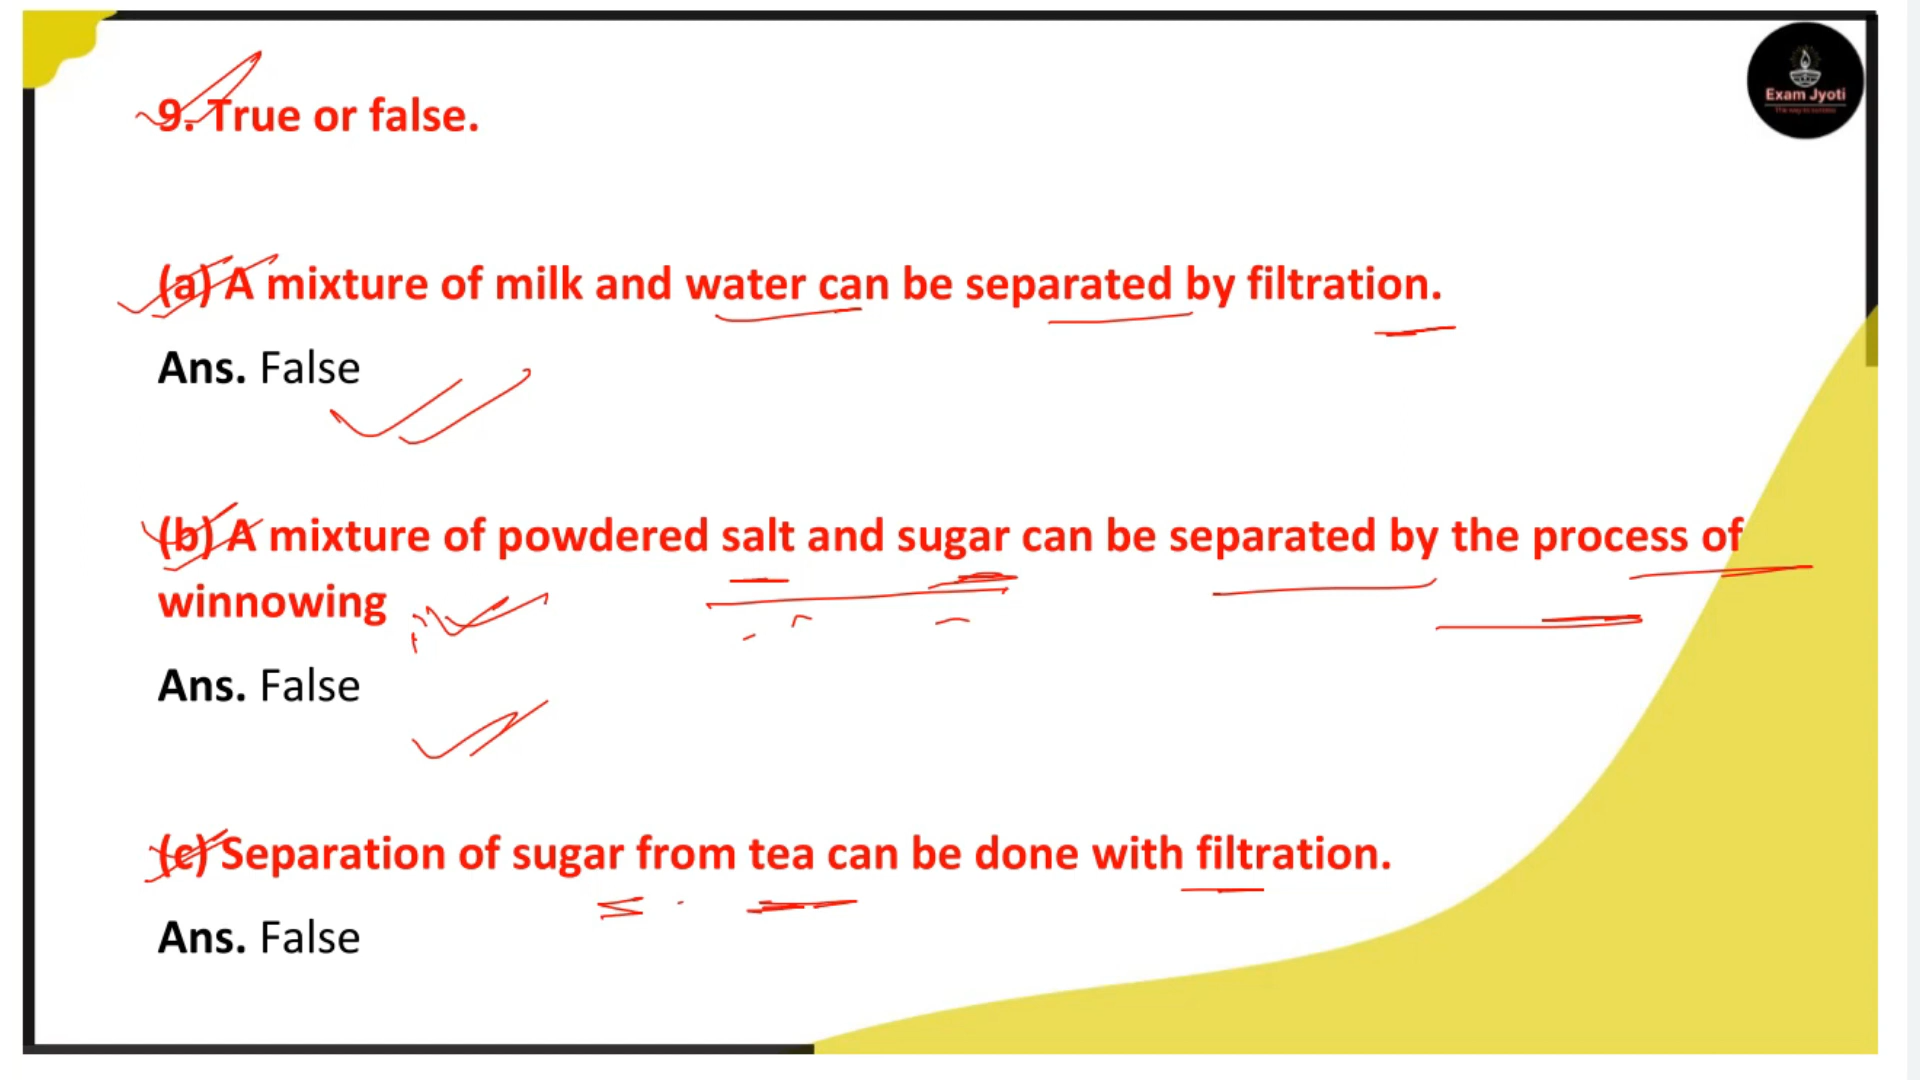 Exam Jyoti
9. True or false.
(a) A mixture of milk and water can be separated by filtration.
Ans. False
(b) A mixture of powdered salt and sugar can be separated by the process of
winnowing
Ans. False
(c) Separation of sugar from tea can be done with filtration.
Ans. False